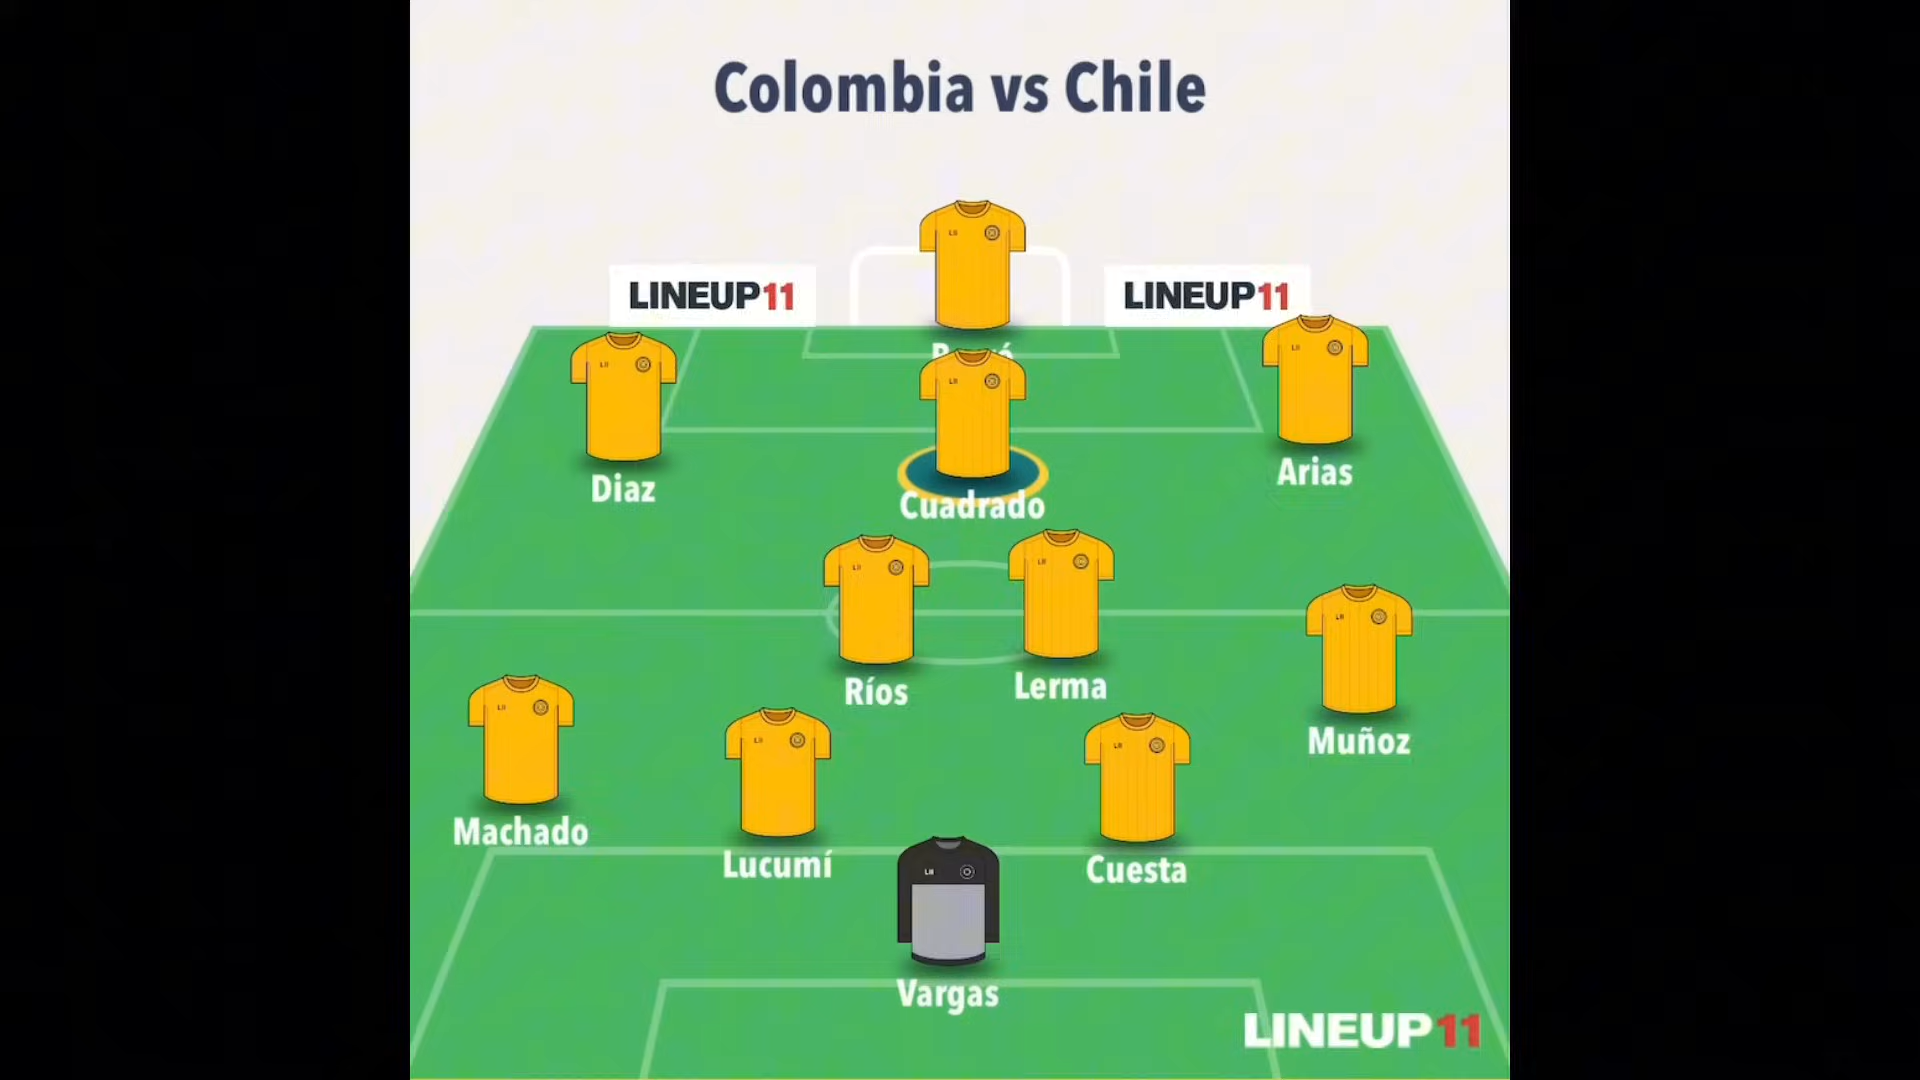 Colombia vs Chile
LINEUP11
LINEUP11
Diaz
Cuadrado
Arias
Ríos
Lerma
Muñoz
Machado
Lucumí
Cuesta
Vargas
LINEUP11